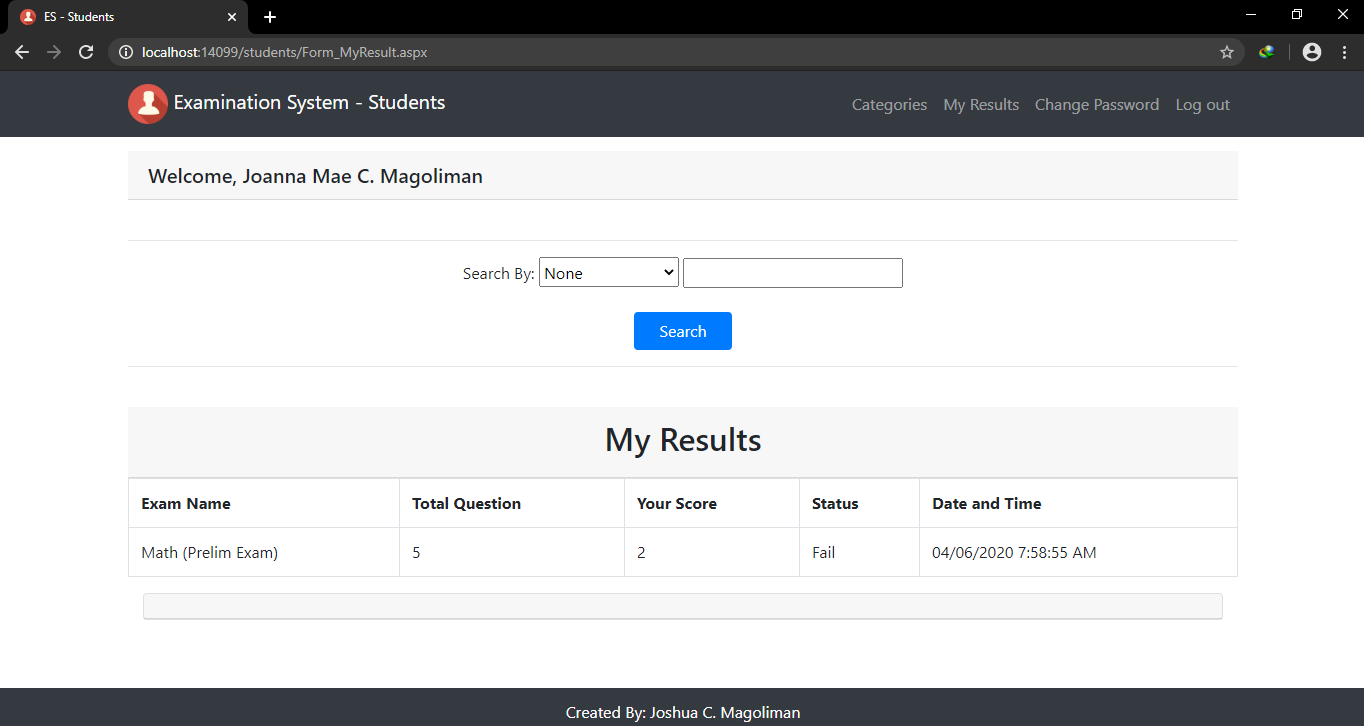 ES - Students
localhost:14099/students/Form_MyResult.aspx
Examination System - Students
Categories My Results Change Password Log out
Welcome, Joanna Mae C. Magoliman
Search By: None
Search
My Results
Exam Name Total Question Your Score Status Date and Time
Math (Prelim Exam) 5 2 Fail 04/06/2020 7:58:55 AM
Created By: Joshua C. Magoliman